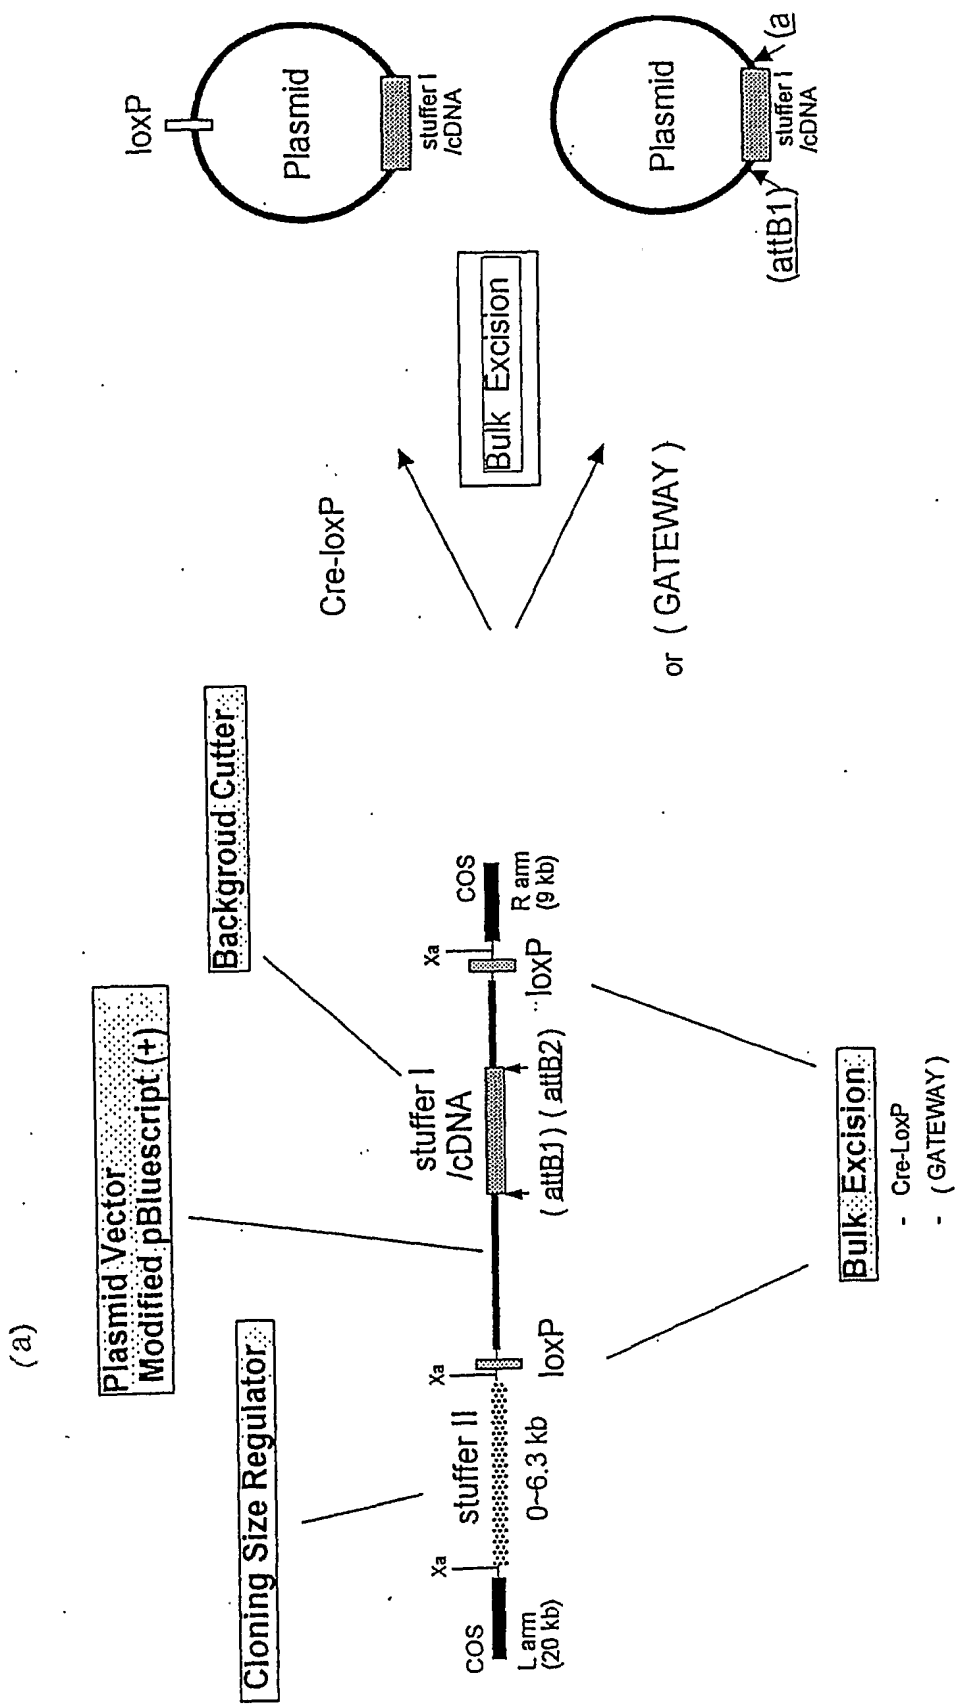 (a)
Plasmid Vector
Modified pBluescript (+)
Cloning Size Regulator
Backgroud Cutter
cos
L arm
(20 kb)
Xa
stuffer II
0~6.3 kb
Xa
loxP
stuffer I
/cDNA
(attB1) (attB2)
Xa
loxP
cos
R arm
(9 kb)
Bulk Excision
- Cre-LoxP
- (GATEWAY)
Cre-loxP
or (GATEWAY)
Bulk Excision
loxP
Plasmid
stuffer I
/cDNA
Plasmid
stuffer I
/cDNA
(attB1)
(a